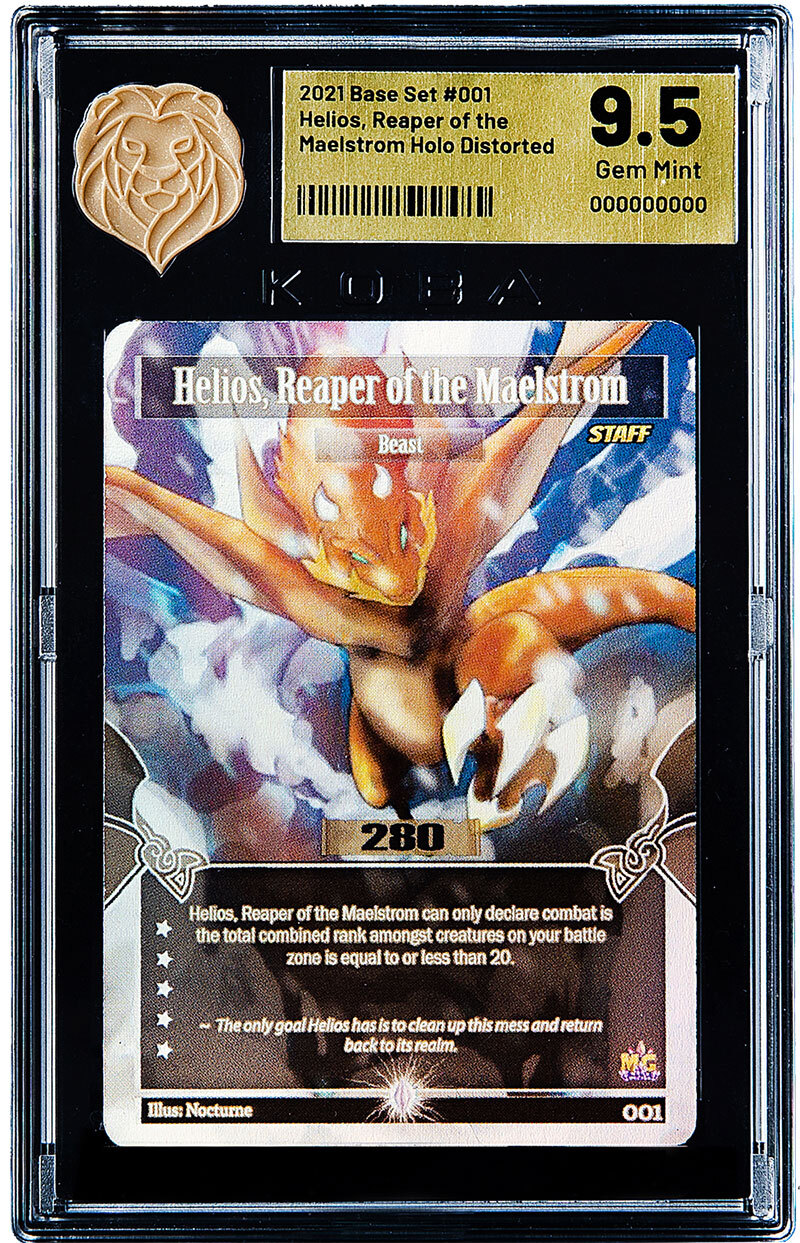 2021 Base Set #001
Helios, Reaper of the
Maelstrom Holo Distorted
9.5
Gem Mint
000000000
KOBA
Helios, Reaper of the Maelstrom
STAFF
Beast
280
Helios, Reaper of the Maelstrom can only declare combat is
the total combined rank amongst creatures on your battle
zone is equal to or less than 20.
~ The only goal Helios has is to clean up this mess and return
back to its realm.
MG
Illus: Nocturne
001